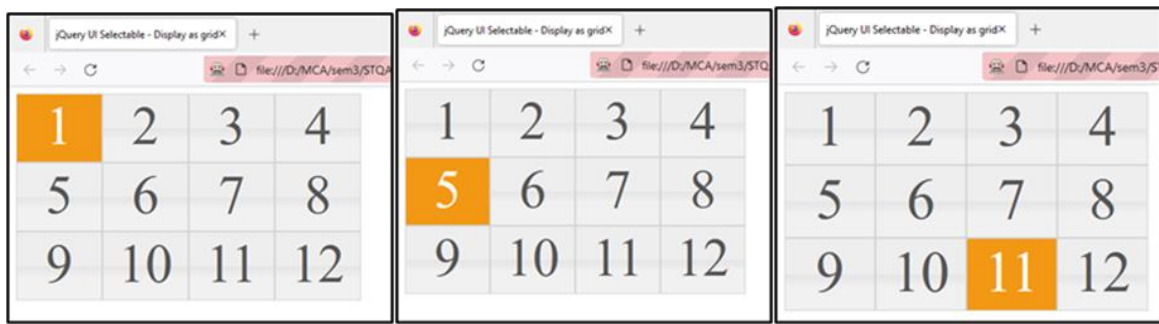 jQuery UI Selectable - Display as grid
file:///D:/MCA/sem3/STQA
1 2 3 4
5 6 7 8
9 10 11 12
jQuery UI Selectable - Display as grid
file:///D:/MCA/sem3/STQ
1 2 3 4
5 6 7 8
9 10 11 12
jQuery UI Selectable - Display as grid
file:///D:/MCA/sem3/S
1 2 3 4
5 6 7 8
9 10 11 12